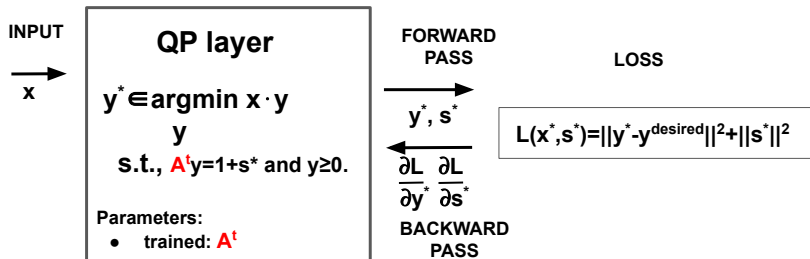 INPUT
x
QP layer
y* ∈ argmin x · y
y
s.t., Aᵗy=1+s* and y≥0.
Parameters:
● trained: Aᵗ
FORWARD
PASS
y*, s*
∂L ∂L
∂y* ∂s*
BACKWARD
PASS
LOSS
L(x*,s*)=||y*-y^desired||²+||s*||²